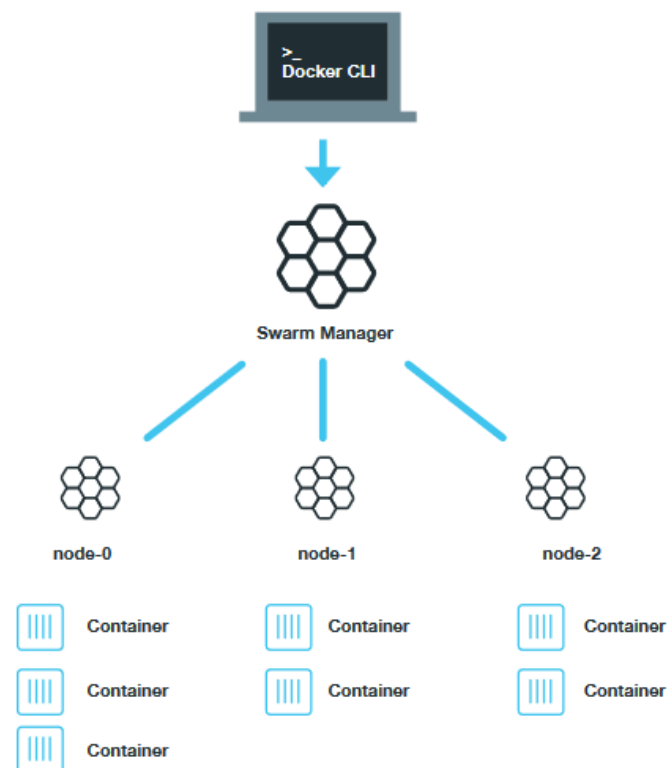 >_
Docker CLI
Swarm Manager
node-0 node-1 node-2
Container Container Container
Container Container Container
Container